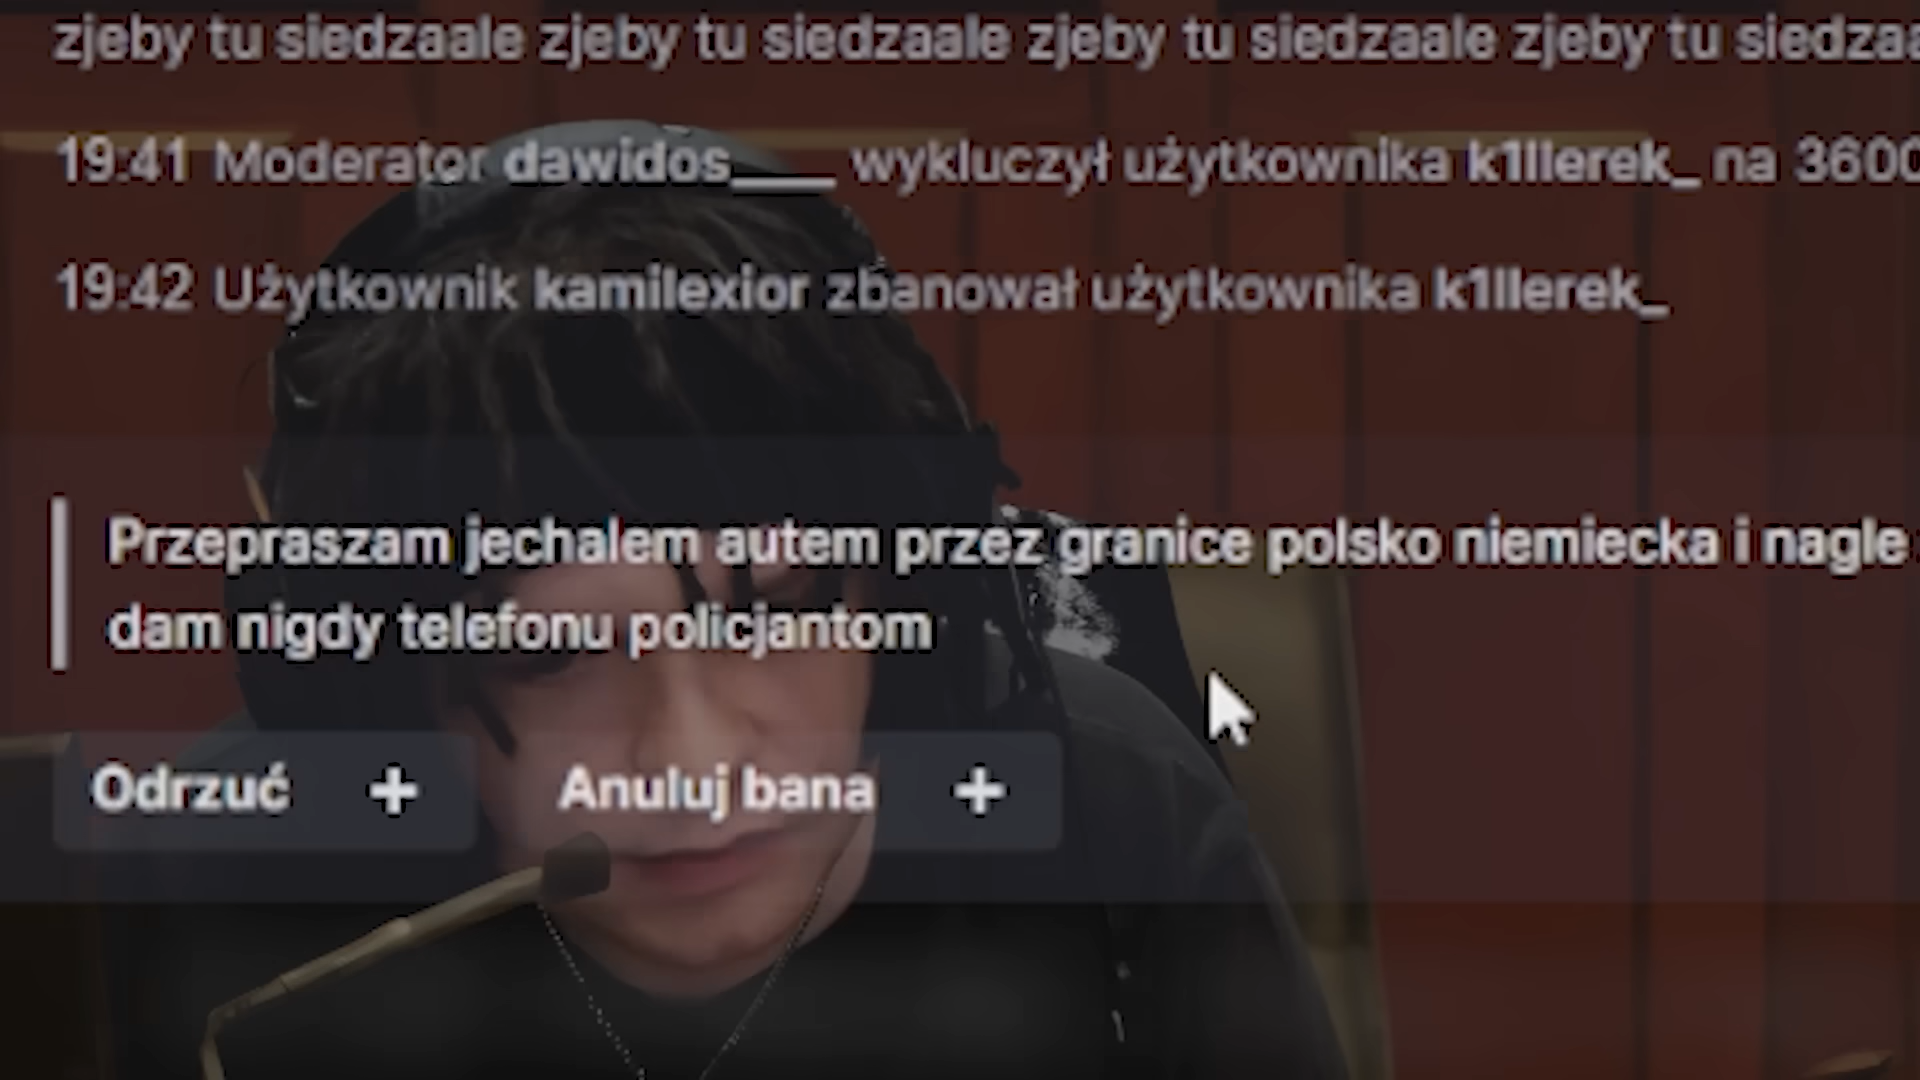 zjeby tu siedzaale zjeby tu siedzaale zjeby tu siedzaale zjeby tu siedzaa
19:41 Moderator dawidos___ wykluczył użytkownika k1llerek_ na 3600
19:42 Użytkownik kamilexior zbanował użytkownika k1llerek_
Przepraszam jechalem autem przez granice polsko niemiecka i nagle
dam nigdy telefonu policjantom
Odrzuć + Anuluj bana +